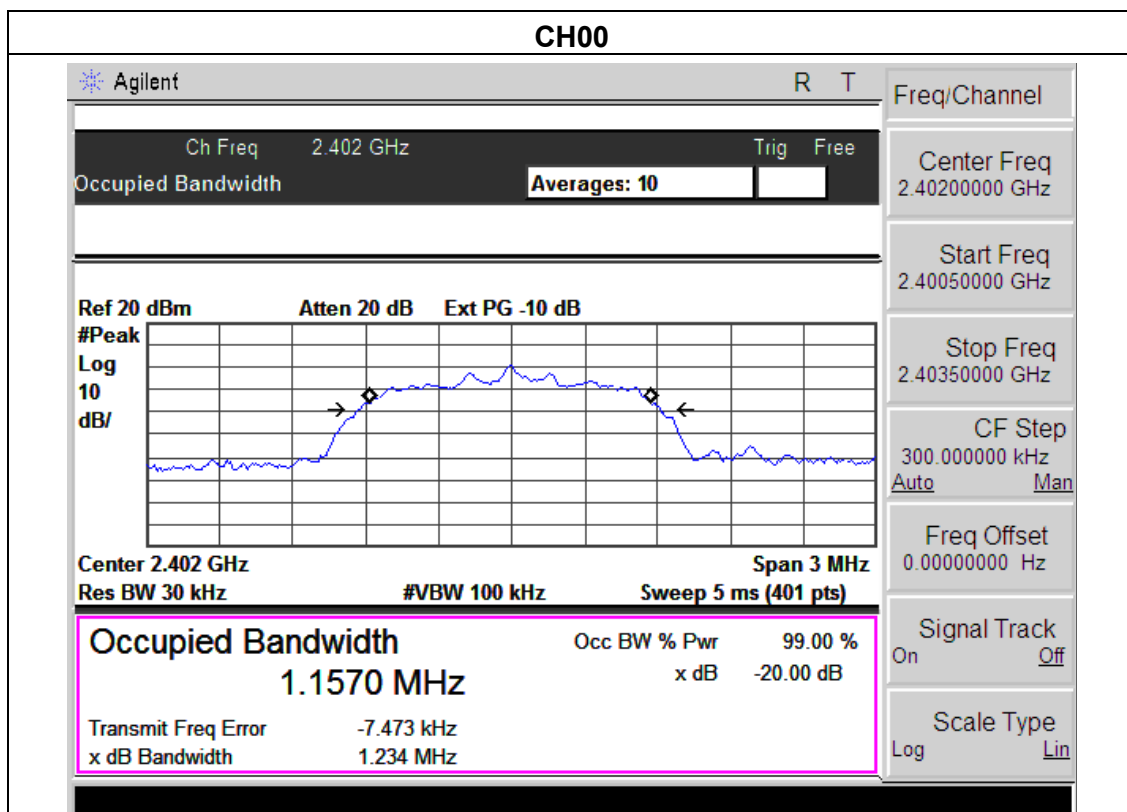 CH00
Agilent R T
Ch Freq 2.402 GHz Trig Free
Occupied Bandwidth Averages: 10
Ref 20 dBm Atten 20 dB Ext PG -10 dB
#Peak
Log
10
dB/
Center 2.402 GHz Span 3 MHz
Res BW 30 kHz #VBW 100 kHz Sweep 5 ms (401 pts)
Occupied Bandwidth Occ BW % Pwr 99.00 %
1.1570 MHz x dB -20.00 dB
Transmit Freq Error -7.473 kHz
x dB Bandwidth 1.234 MHz
Freq/Channel
Center Freq
2.40200000 GHz
Start Freq
2.40050000 GHz
Stop Freq
2.40350000 GHz
CF Step
300.000000 kHz
Auto Man
Freq Offset
0.00000000 Hz
Signal Track
On Off
Scale Type
Log Lin